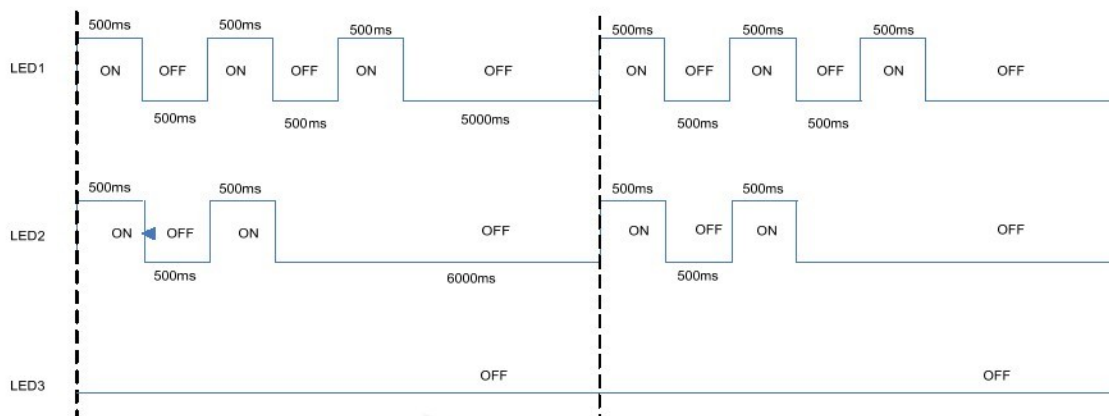 500ms 500ms 500ms 500ms 500ms 500ms
LED1 ON OFF ON OFF ON OFF ON OFF ON OFF ON OFF
500ms 500ms 5000ms 500ms 500ms
500ms 500ms 500ms 500ms
LED2 ON OFF ON OFF ON OFF ON OFF
500ms 6000ms 500ms
LED3 OFF OFF